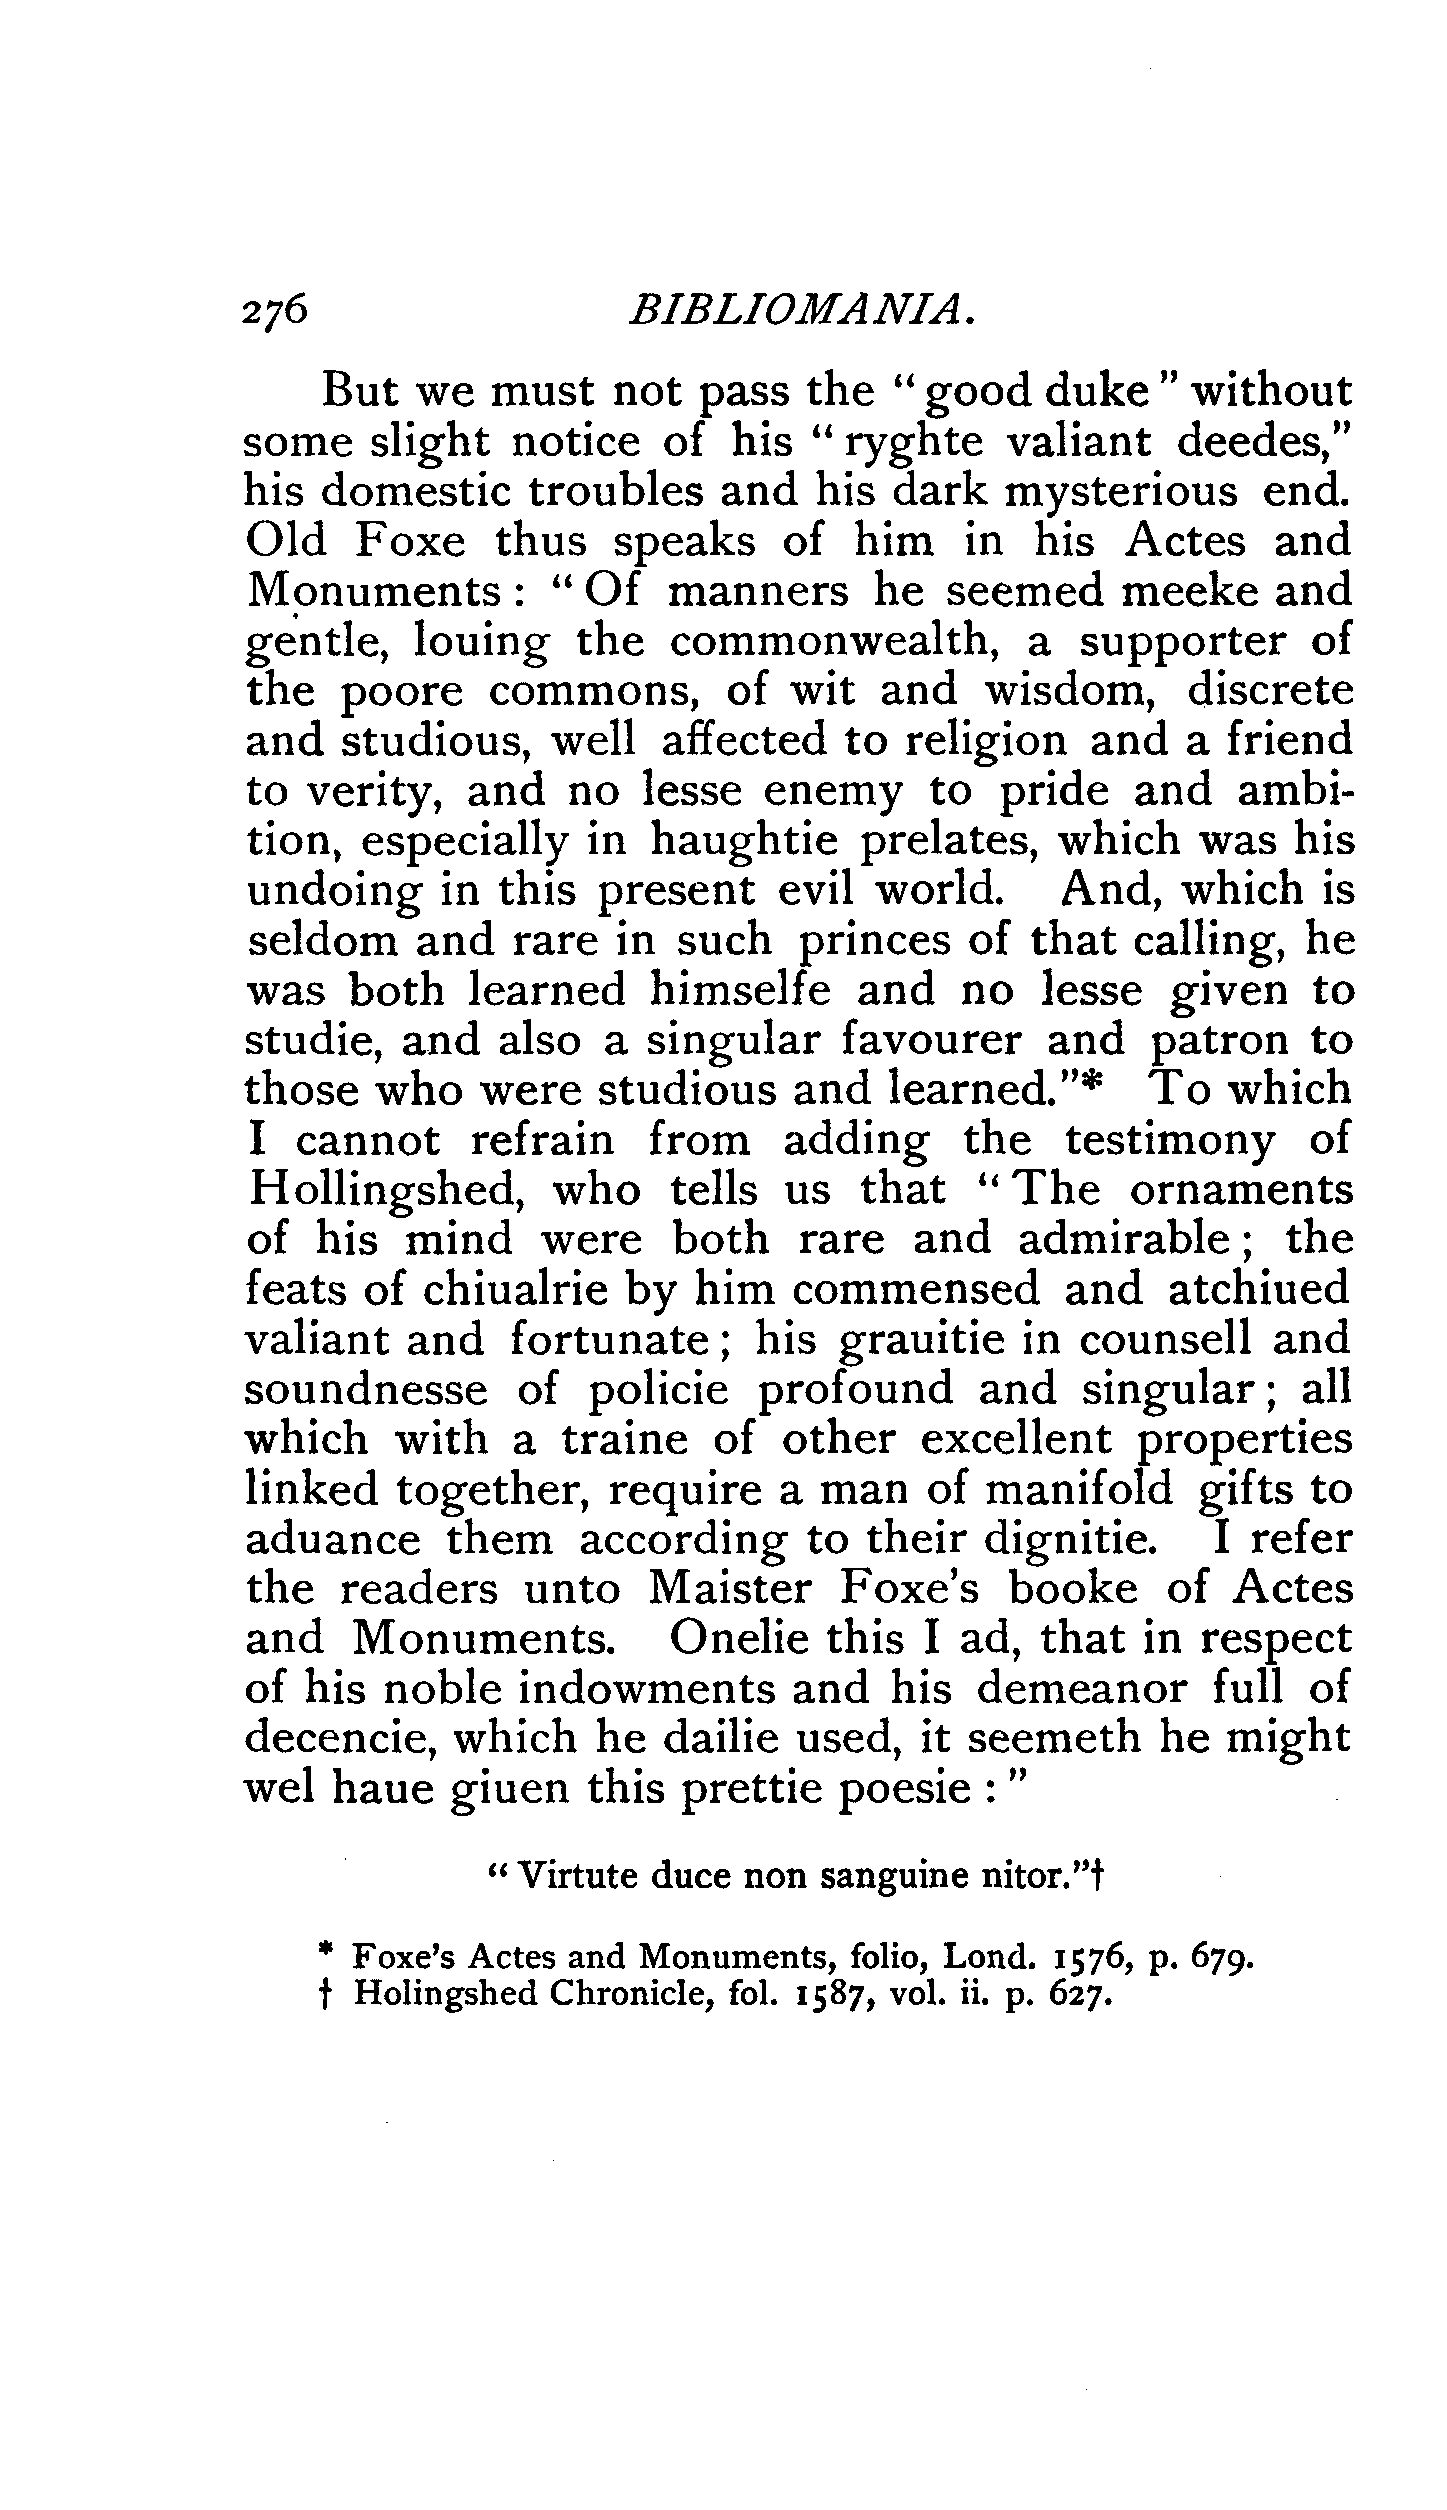 276 BIBLIOMANIA.
But we must not pass the “ good duke ” without
some slight notice of his “ ryghte valiant deedes,”
his domestic troubles and his dark mysterious end.
Old Foxe thus speaks of him in his Actes and
Monuments : “ Of manners he seemed meeke and
gentle, louing the commonwealth, a supporter of
the poore commons, of wit and wisdom, discrete
and studious, well affected to religion and a friend
to verity, and no lesse enemy to pride and ambi-
tion, especially in haughtie prelates, which was his
undoing in this present evil world. And, which is
seldom and rare in such princes of that calling, he
was both learned himselfe and no lesse given to
studie, and also a singular favourer and patron to
those who were studious and learned.”* To which
I cannot refrain from adding the testimony of
Hollingshed, who tells us that “ The ornaments
of his mind were both rare and admirable ; the
feats of chiualrie by him commensed and atchiued
valiant and fortunate ; his grauitie in counsell and
soundnesse of policie profound and singular ; all
which with a traine of other excellent properties
linked together, require a man of manifold gifts to
aduance them according to their dignitie. I refer
the readers unto Maister Foxe's booke of Actes
and Monuments. Onelie this I ad, that in respect
of his noble indowments and his demeanor full of
decencie, which he dailie used, it seemeth he might
wel haue giuen this prettie poesie : ”
“ Virtute duce non sanguine nitor.”†
* Foxe's Actes and Monuments, folio, Lond. 1576, p. 679.
† Holingshed Chronicle, fol. 1587, vol. ii. p. 627.